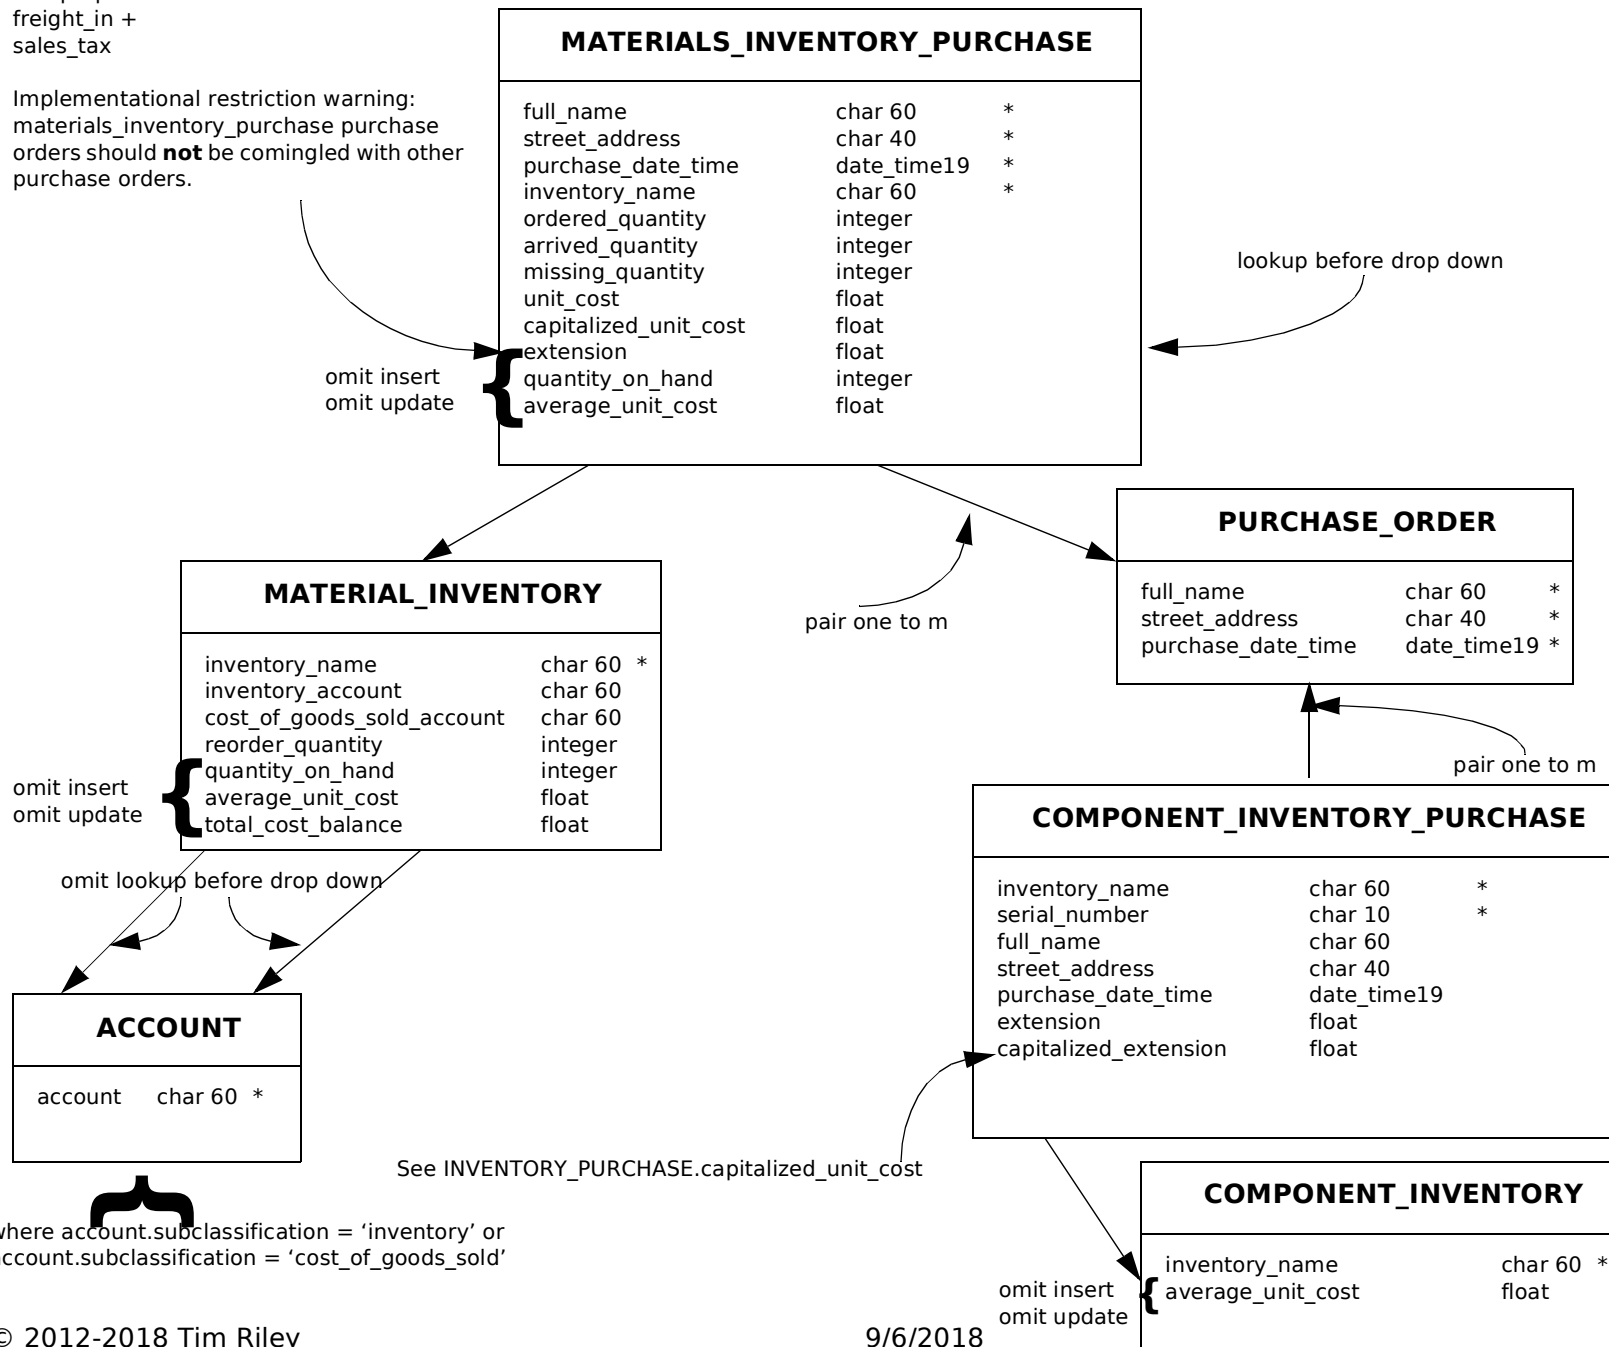 freight_in +
sales_tax
Implementational restriction warning:
materials_inventory_purchase purchase
orders should not be comingled with other
purchase orders.
MATERIALS_INVENTORY_PURCHASE
full_name char 60 *
street_address char 40 *
purchase_date_time date_time19 *
inventory_name char 60 *
ordered_quantity integer
arrived_quantity integer
missing_quantity integer
unit_cost float
capitalized_unit_cost float
extension float
quantity_on_hand integer
average_unit_cost float
omit insert
omit update
lookup before drop down
PURCHASE_ORDER
full_name char 60 *
street_address char 40 *
purchase_date_time date_time19 *
pair one to m
pair one to m
MATERIAL_INVENTORY
inventory_name char 60 *
inventory_account char 60
cost_of_goods_sold_account char 60
reorder_quantity integer
quantity_on_hand integer
average_unit_cost float
total_cost_balance float
omit insert
omit update
omit lookup before drop down
COMPONENT_INVENTORY_PURCHASE
inventory_name char 60 *
serial_number char 10 *
full_name char 60
street_address char 40
purchase_date_time date_time19
extension float
capitalized_extension float
ACCOUNT
account char 60 *
See INVENTORY_PURCHASE.capitalized_unit_cost
where account.subclassification = ‘inventory’ or
account.subclassification = ‘cost_of_goods_sold’
COMPONENT_INVENTORY
inventory_name char 60 *
average_unit_cost float
omit insert
omit update
© 2012-2018 Tim Riley
9/6/2018